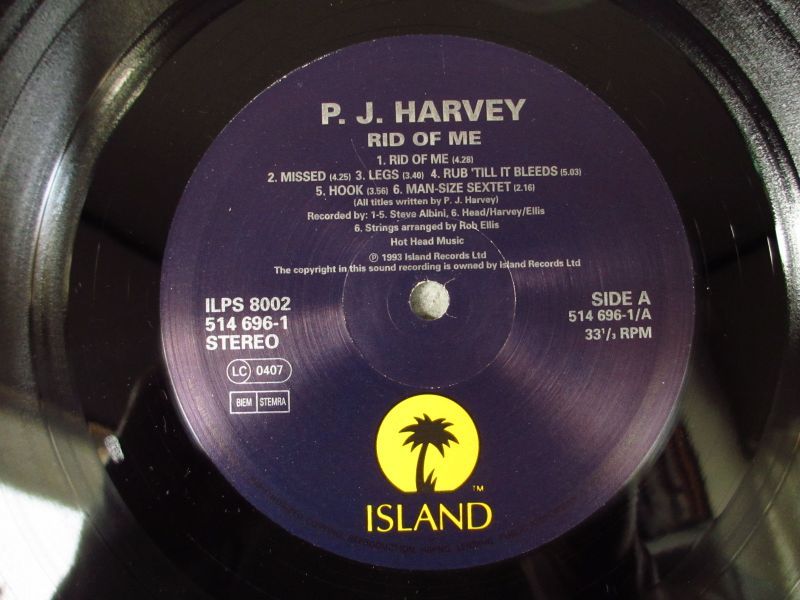 P. J. HARVEY
RID OF ME
1. RID OF ME (4.28)
2. MISSED (4.25) 3. LEGS (3.40) 4. RUB 'TILL IT BLEEDS (5.03)
5. HOOK (3.56) 6. MAN-SIZE SEXTET (2.16)
(All titles written by P. J. Harvey)
Recorded by: 1-5. Steve Albini, 6. Head/Harvey/Ellis
6. Strings arranged by Rob Ellis
Hot Head Music
℗ 1993 Island Records Ltd
The copyright in this sound recording is owned by Island Records Ltd
ILPS 8002
514 696-1
STEREO
LC 0407
BIEM STEMRA
SIDE A
514 696-1/A
33 1/3 RPM
TM
ISLAND